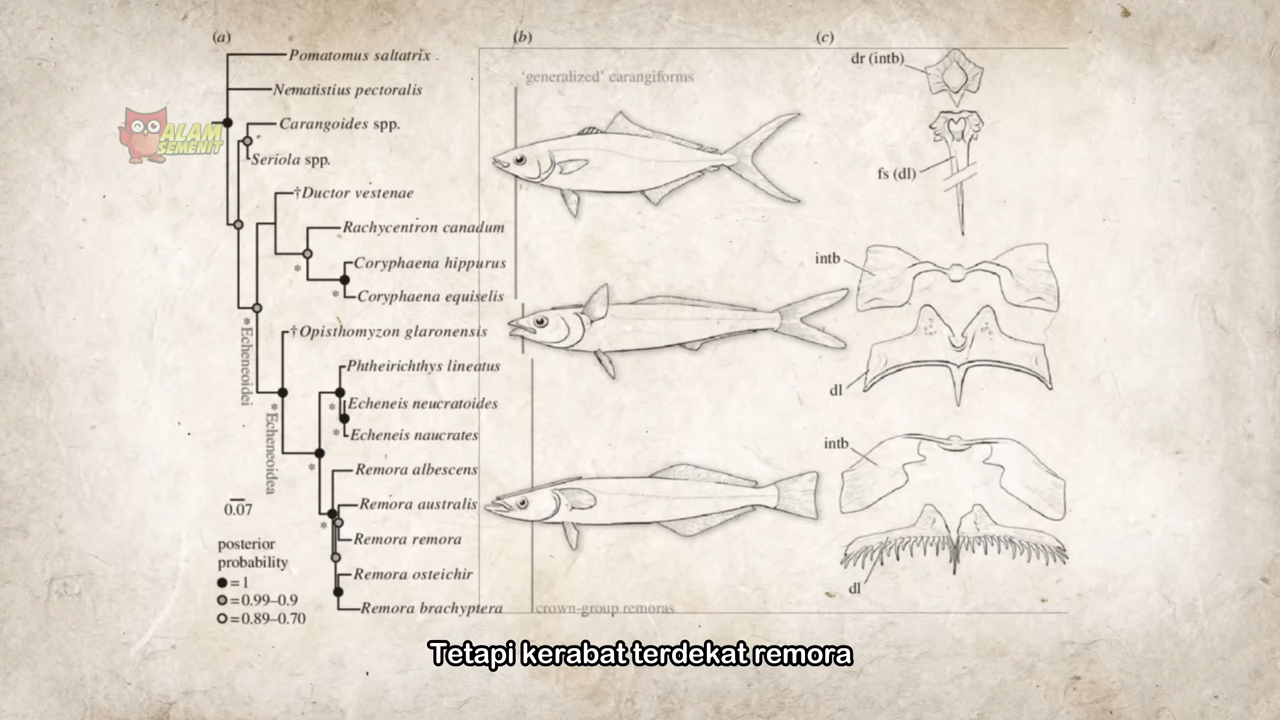 (a)
Pomatomus saltatrix
Nematistius pectoralis
Carangoides spp.
Seriola spp.
†Ductor vestenae
Rachycentron canadum
Coryphaena hippurus
Coryphaena equiselis
†Opisthomyzon glaronensis
Phtheirichthys lineatus
Echeneis neucratoides
Echeneis naucrates
Remora albescens
Remora australis
Remora remora
Remora osteichir
Remora brachyptera
* Echeneoidei
* Echeneoidea
*
*
*
*
*
*
0.07
posterior
probability
●=1
=0.99–0.9
○=0.89–0.70
ALAM
SEMENIT
(b)
'generalized' carangiforms
crown-group remoras
(c)
dr (intb)
fs (dl)
intb
dl
intb
dl
Tetapi kerabat terdekat remora